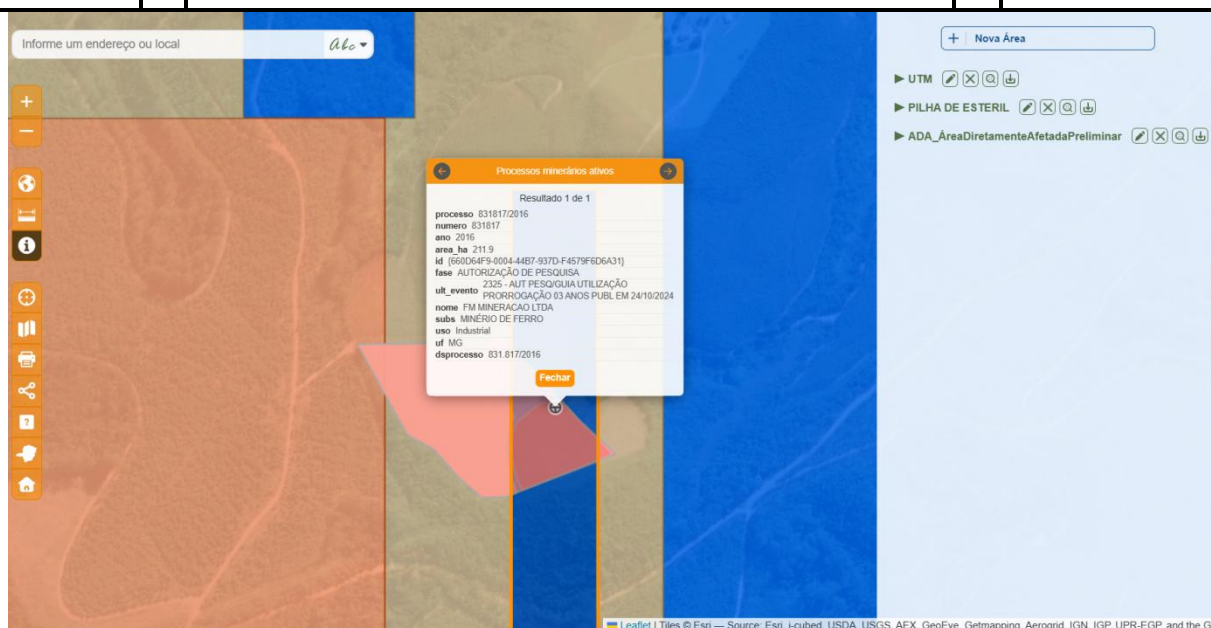 Informe um endereço ou local
Abc
+ Nova Área
UTM
PILHA DE ESTERIL
ADA_ÁreaDiretamenteAfetadaPreliminar
+
−
Processos minerários ativos
Resultado 1 de 1
processo 831817/2016
numero 831817
ano 2016
area_ha 211.9
id {660D64F9-0004-44B7-937D-F4579F6D6A31}
fase AUTORIZAÇÃO DE PESQUISA
ult_evento 2325 - AUT PESQ/GUIA UTILIZAÇÃO
PRORROGAÇÃO 03 ANOS PUBL EM 24/10/2024
nome FM MINERACAO LTDA
subs MINÉRIO DE FERRO
uso Industrial
uf MG
dsprocesso 831.817/2016
Fechar
Leaflet | Tiles © Esri — Source: Esri, i-cubed, USDA, USGS, AEX, GeoEye, Getmapping, Aerogrid, IGN, IGP, UPR-EGP, and the G